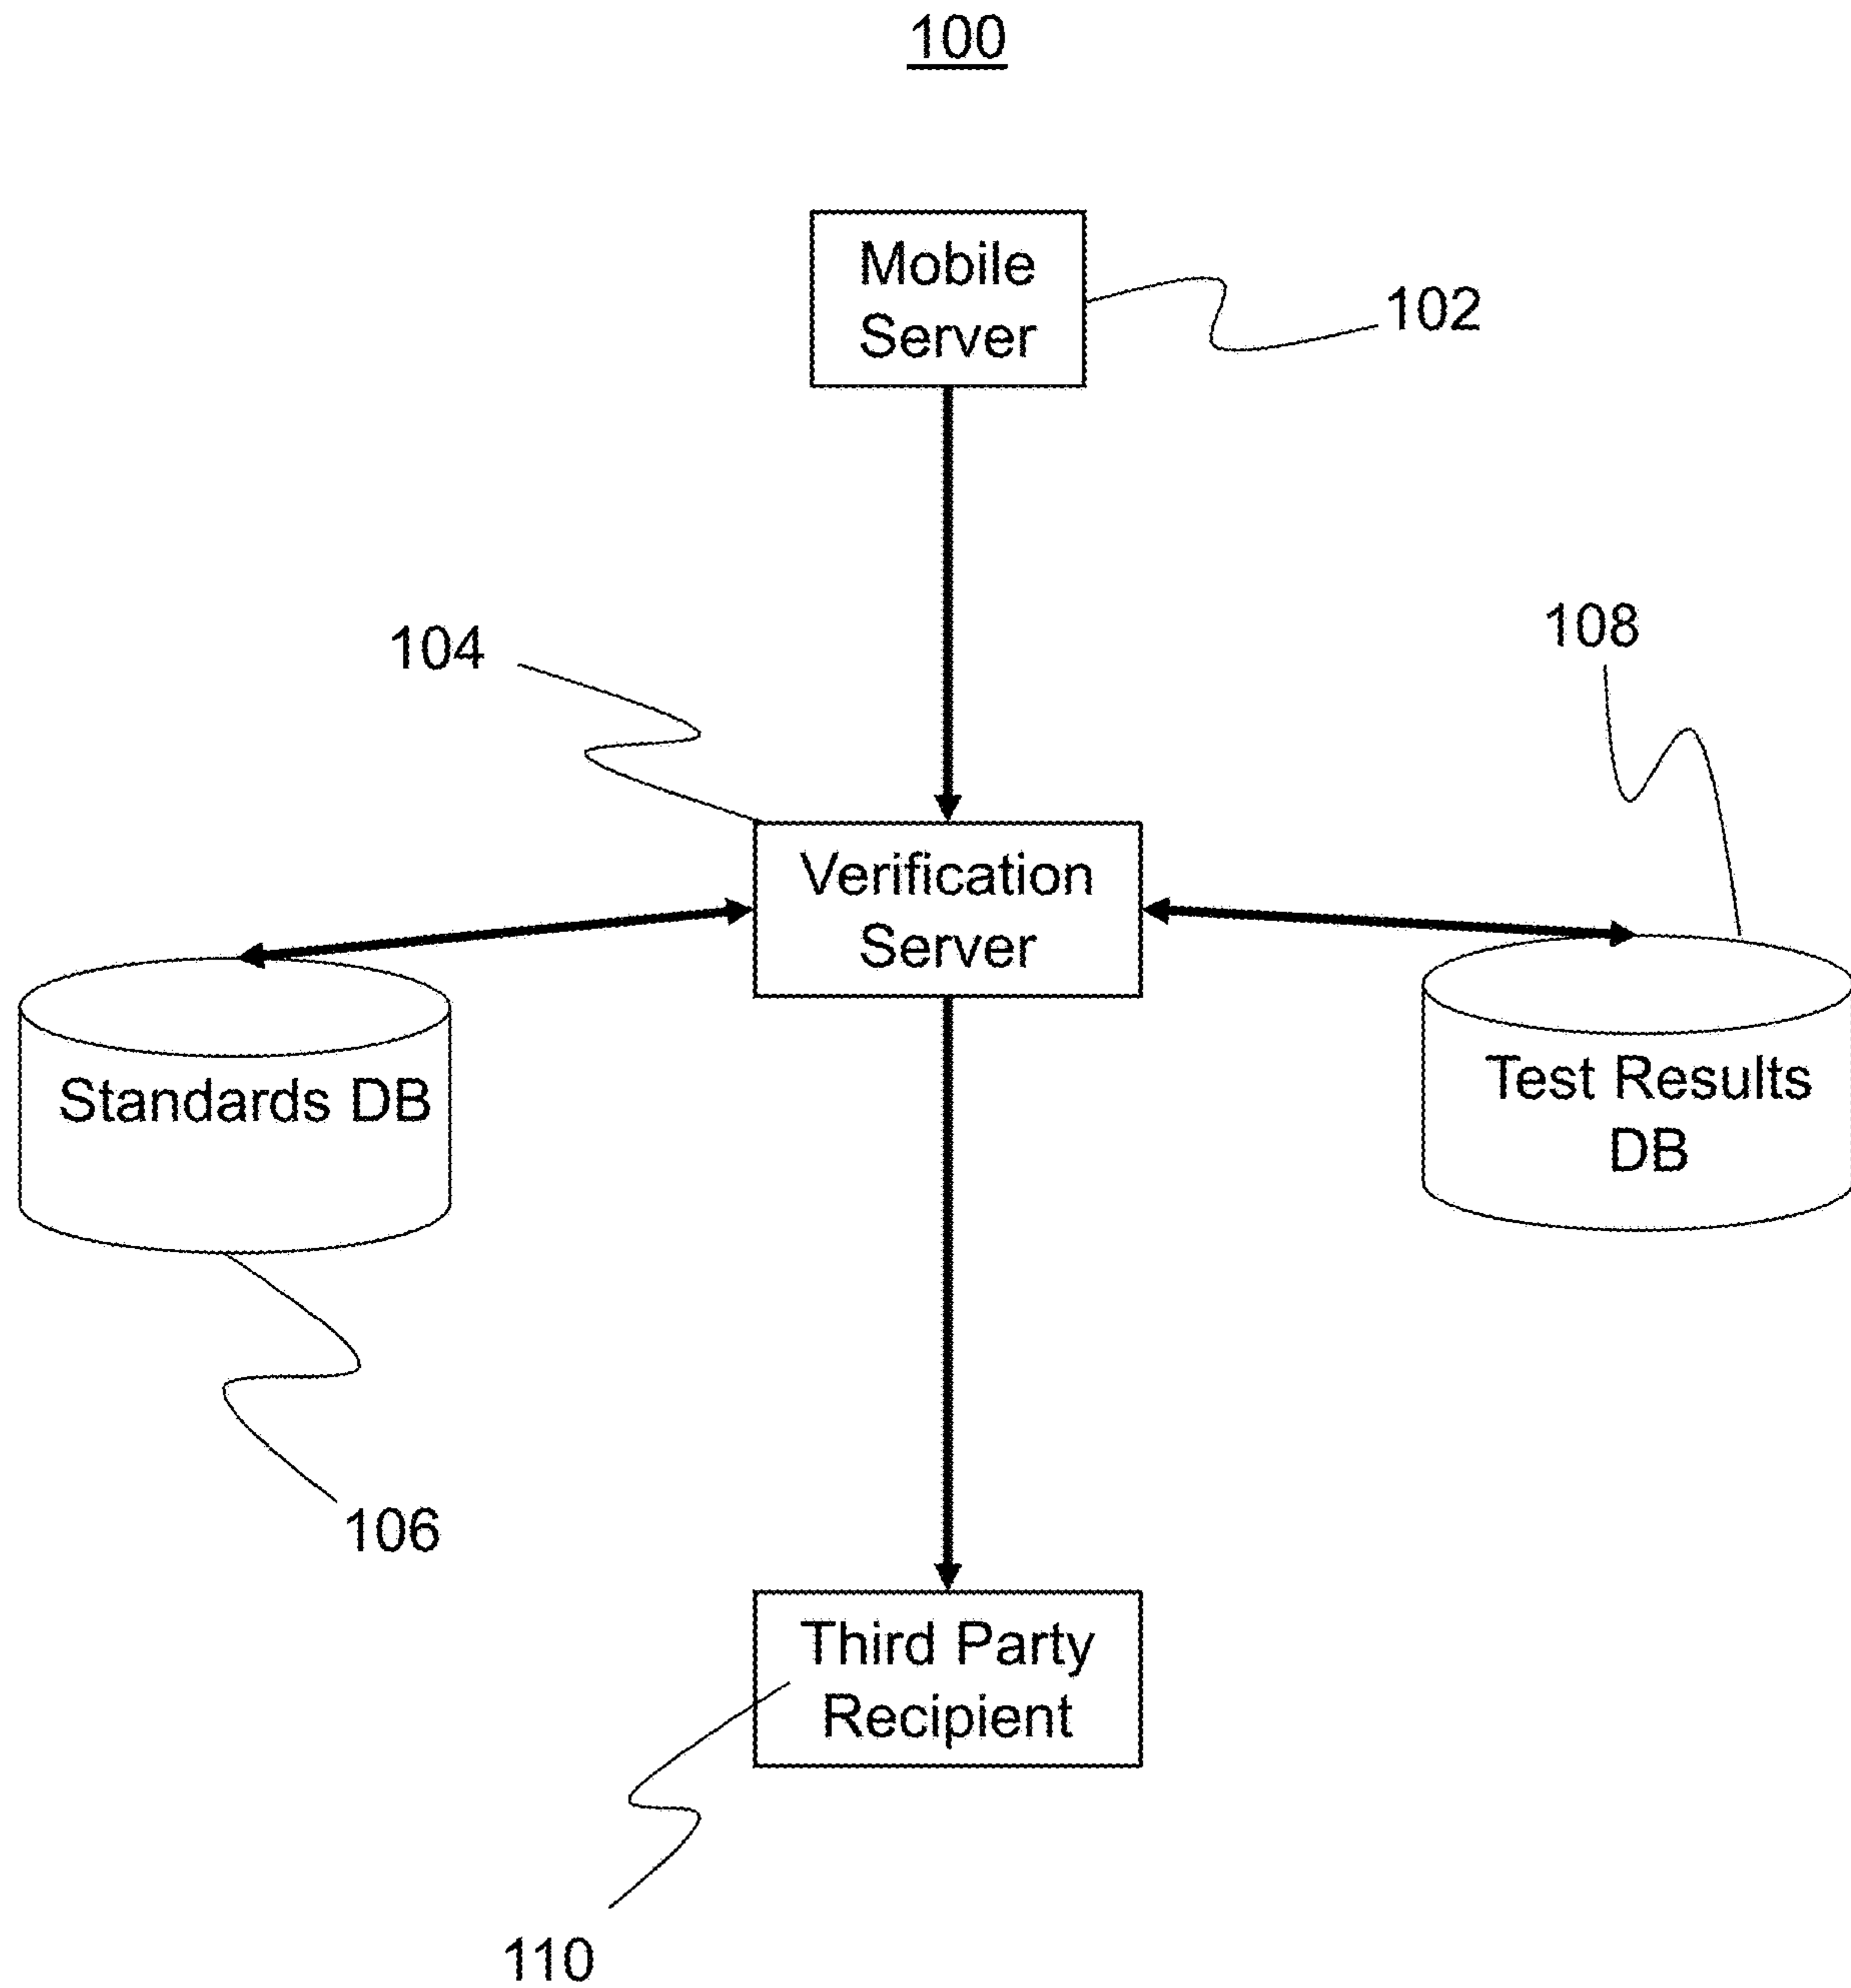 100
Mobile
Server
102
104
108
Verification
Server
Standards DB
Test Results
DB
106
Third Party
Recipient
110